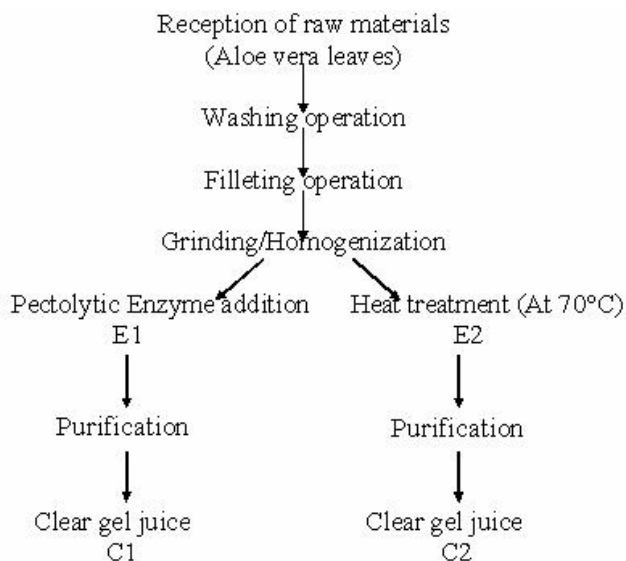 Reception of raw materials
(Aloe vera leaves)
Washing operation
Filleting operation
Grinding/Homogenization
Pectolytic Enzyme addition
E1
Heat treatment (At 70°C)
E2
Purification
Purification
Clear gel juice
C1
Clear gel juice
C2